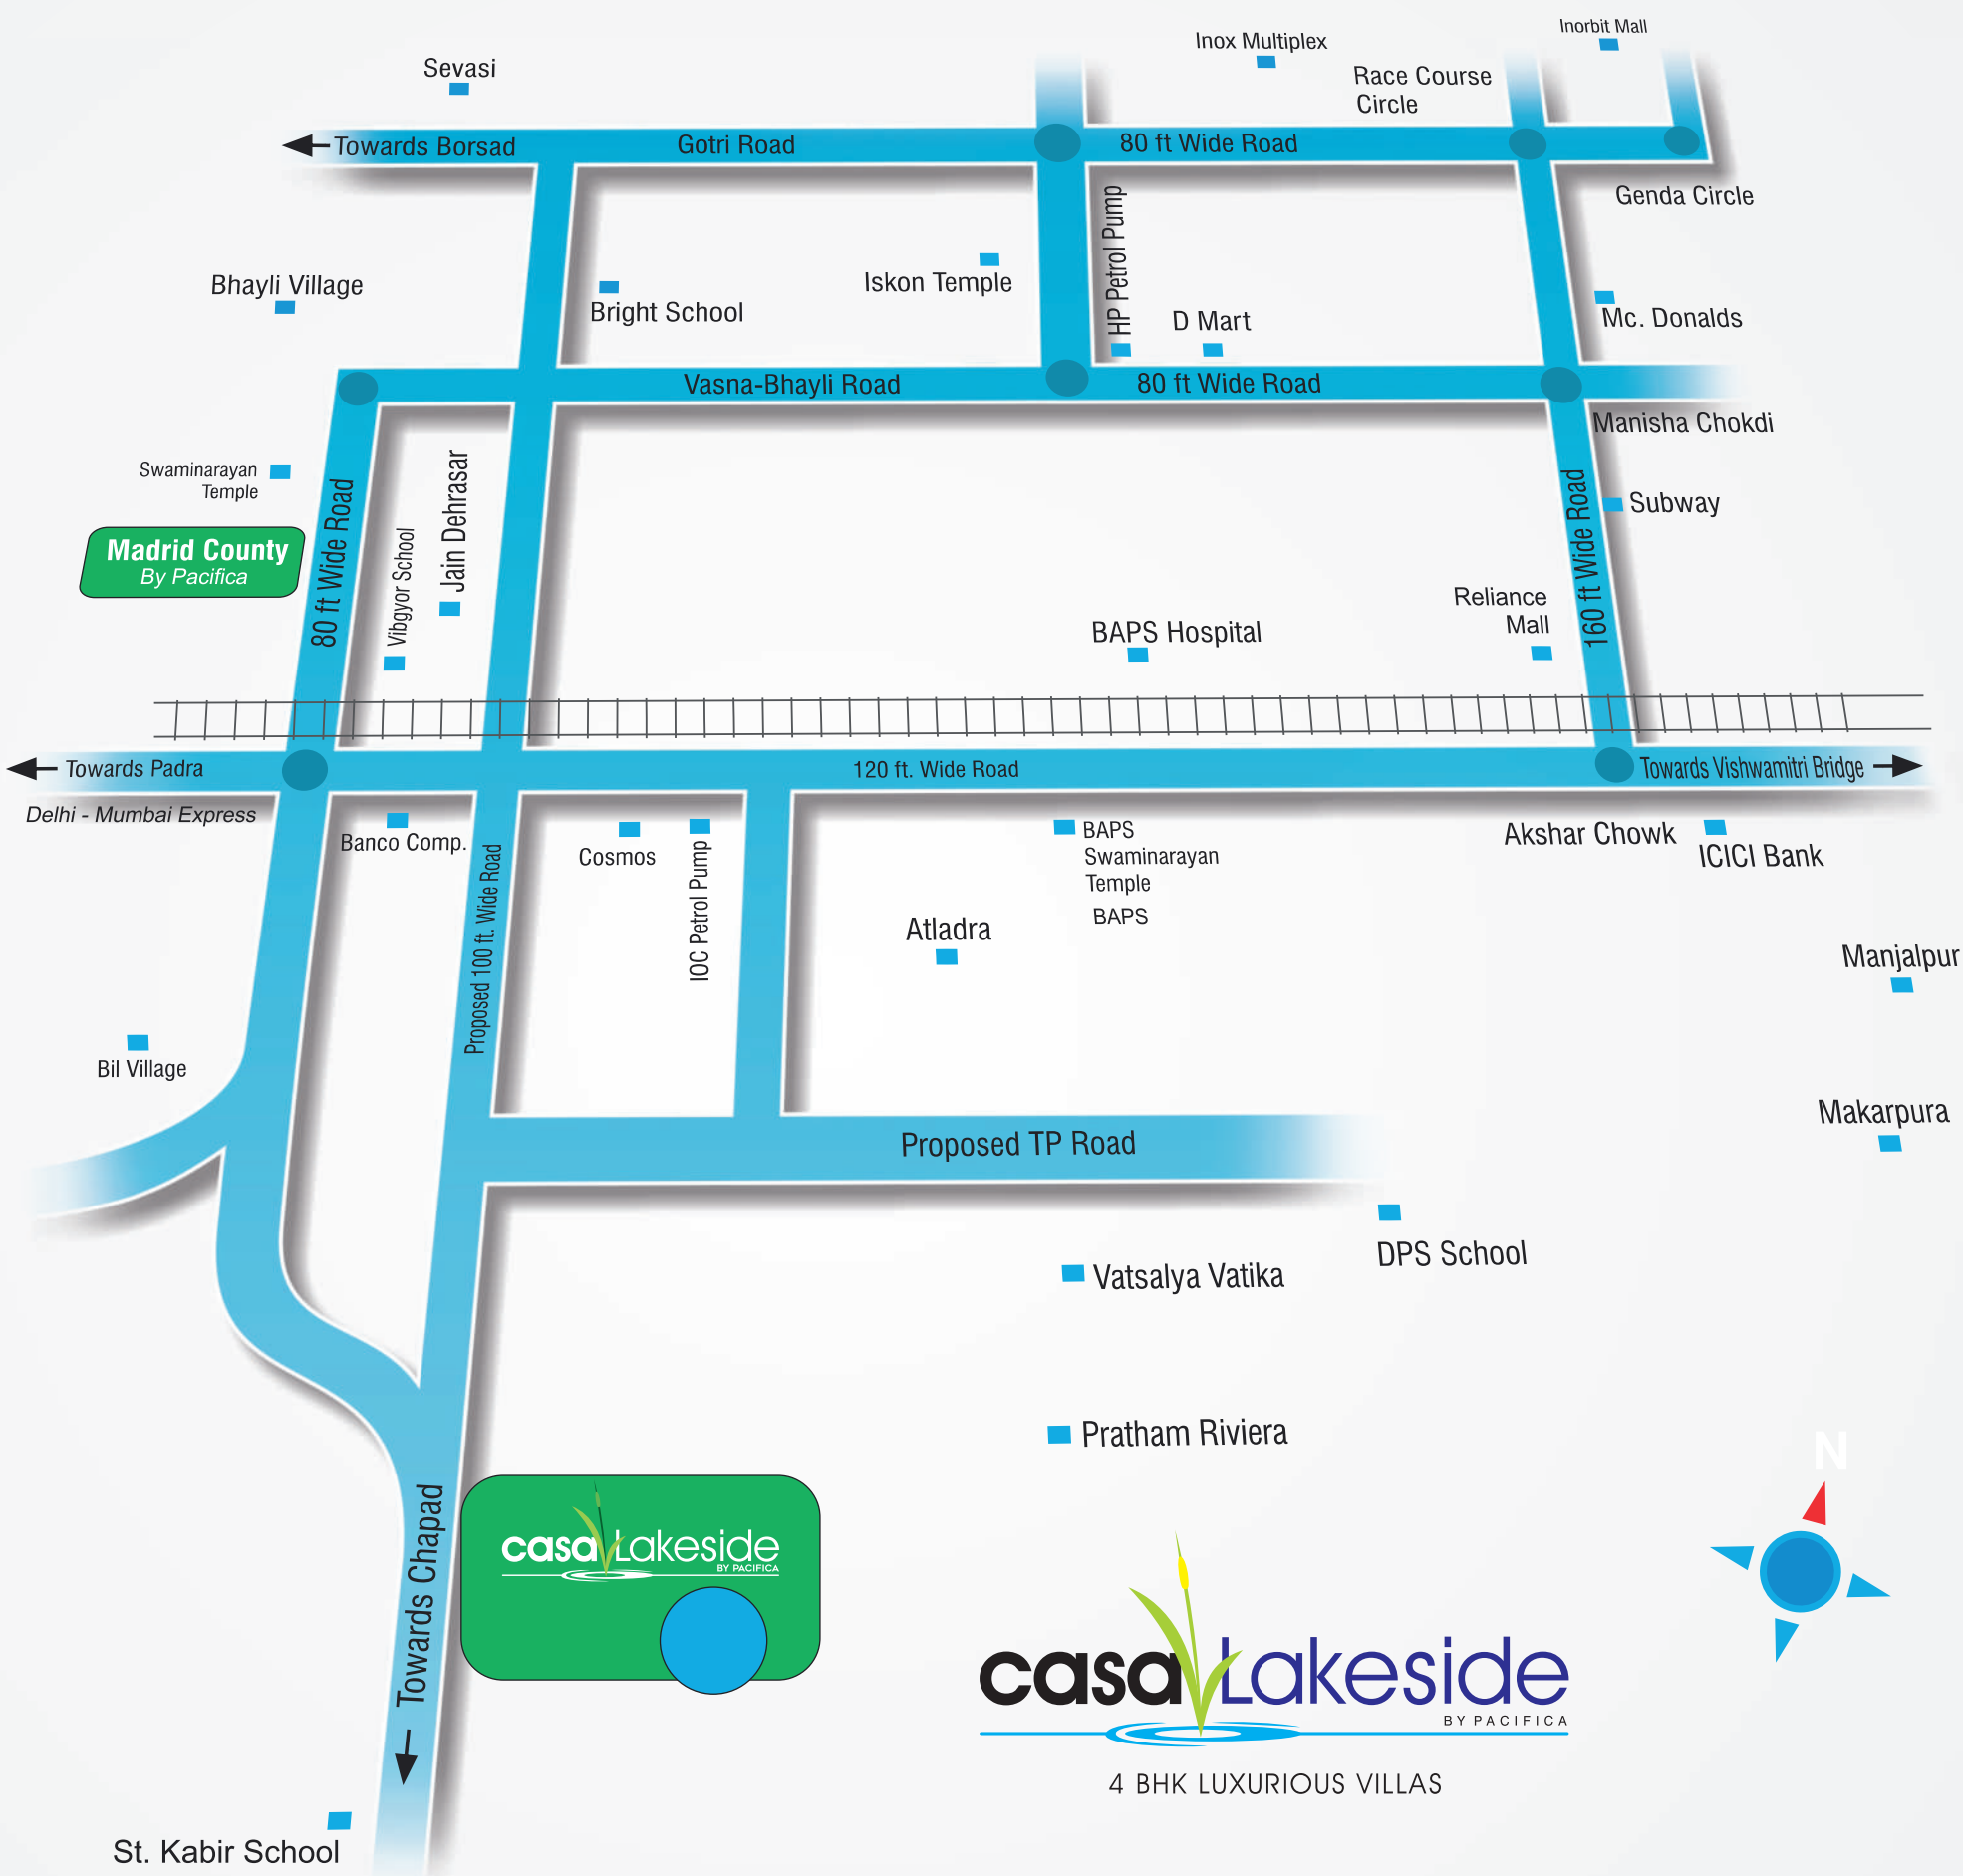 Inorbit Mall
Inox Multiplex
Sevasi
Race Course
Circle
Towards Borsad
Gotri Road
80 ft Wide Road
Genda Circle
HP Petrol Pump
Bhayli Village
Iskon Temple
Bright School
D Mart
Mc. Donalds
Vasna-Bhayli Road
80 ft Wide Road
Manisha Chokdi
Swaminarayan
Temple
Jain Dehrasar
160 ft Wide Road
Subway
80 ft Wide Road
Madrid County
By Pacifica
Vibgyor School
Reliance
Mall
BAPS Hospital
Towards Padra
120 ft. Wide Road
Towards Vishwamitri Bridge
Delhi - Mumbai Express
Banco Comp.
Cosmos
IOC Petrol Pump
Proposed 100 ft. Wide Road
BAPS
Swaminarayan
Temple
BAPS
Akshar Chowk
ICICI Bank
Atladra
Manjalpur
Bil Village
Makarpura
Proposed TP Road
DPS School
Vatsalya Vatika
Pratham Riviera
N
Towards Chapad
casa Lakeside
BY PACIFICA
casa Lakeside
BY PACIFICA
4 BHK LUXURIOUS VILLAS
St. Kabir School